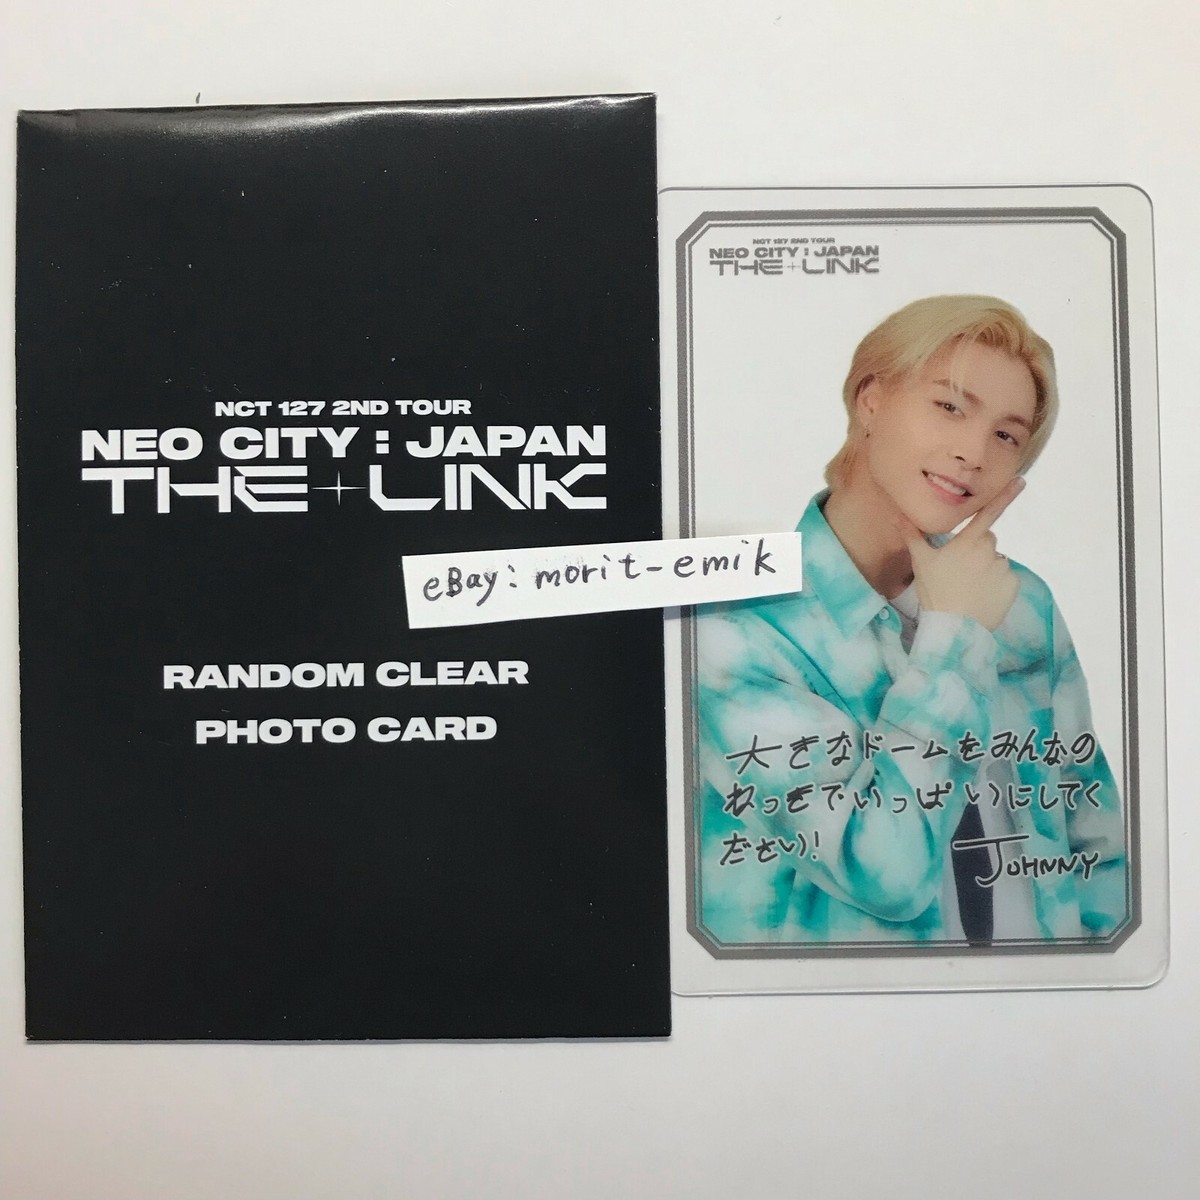 NCT 127 2ND TOUR
NEO CITY : JAPAN
THE LINK
eBay: morit-emik
RANDOM CLEAR
PHOTO CARD
NCT 127 2ND TOUR
NEO CITY : JAPAN
THE LINK
大きなドームをみんなの
ねっきでいっぱいにしてく
ださい!
JOHNNY